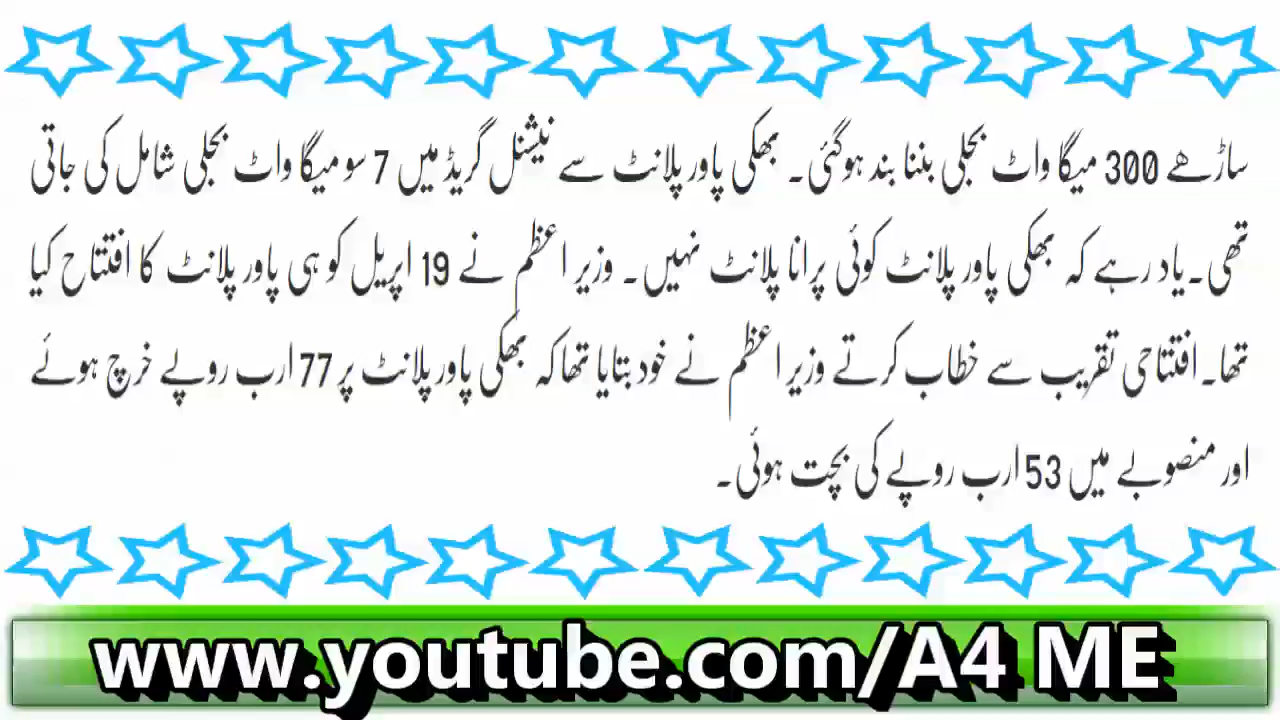 ساڑھے 300 میگا واٹ بجلی بننا بند ہوگئی۔ بھکی پاور پلانٹ سے نیشنل گریڈ میں 7 سو میگا واٹ بجلی شامل کی جاتی
تھی۔یاد رہے کہ بھکی پاور پلانٹ کوئی پرانا پلانٹ نہیں۔ وزیر اعظم نے 19 اپریل کو ہی پاور پلانٹ کا افتتاح کیا
تھا۔افتتاحی تقریب سے خطاب کرتے وزیر اعظم نے خود بتایا تھا کہ بھکی پاور پلانٹ پر 77 ارب روپے خرچ ہوئے
اور منصوبے میں 53 ارب روپے کی بچت ہوئی۔
www.youtube.com/A4 ME